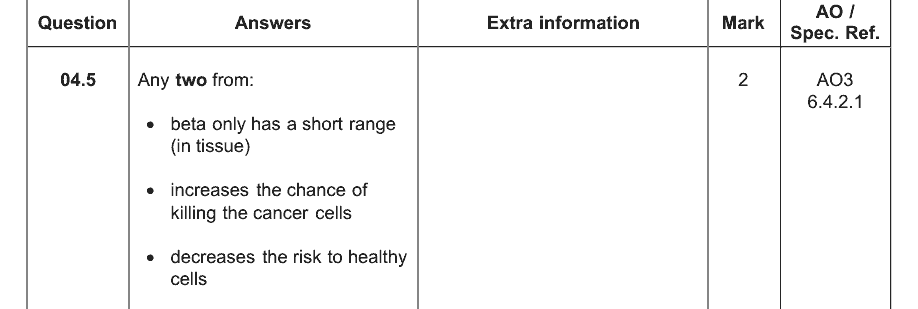 Question Answers Extra information Mark AO /
Spec. Ref.
04.5 Any two from: 2 AO3
6.4.2.1
• beta only has a short range
(in tissue)
• increases the chance of
killing the cancer cells
• decreases the risk to healthy
cells